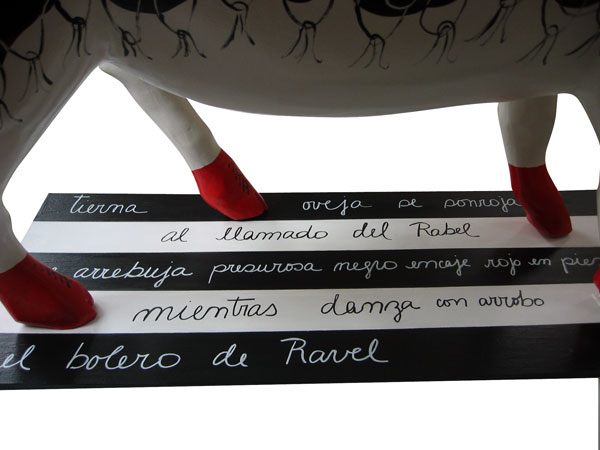 tierna oveja se sonroja
al llamado del Rabel
arrebuja presurosa negro encaje rojo en
mientras danza con arrobo
el bolero de Ravel